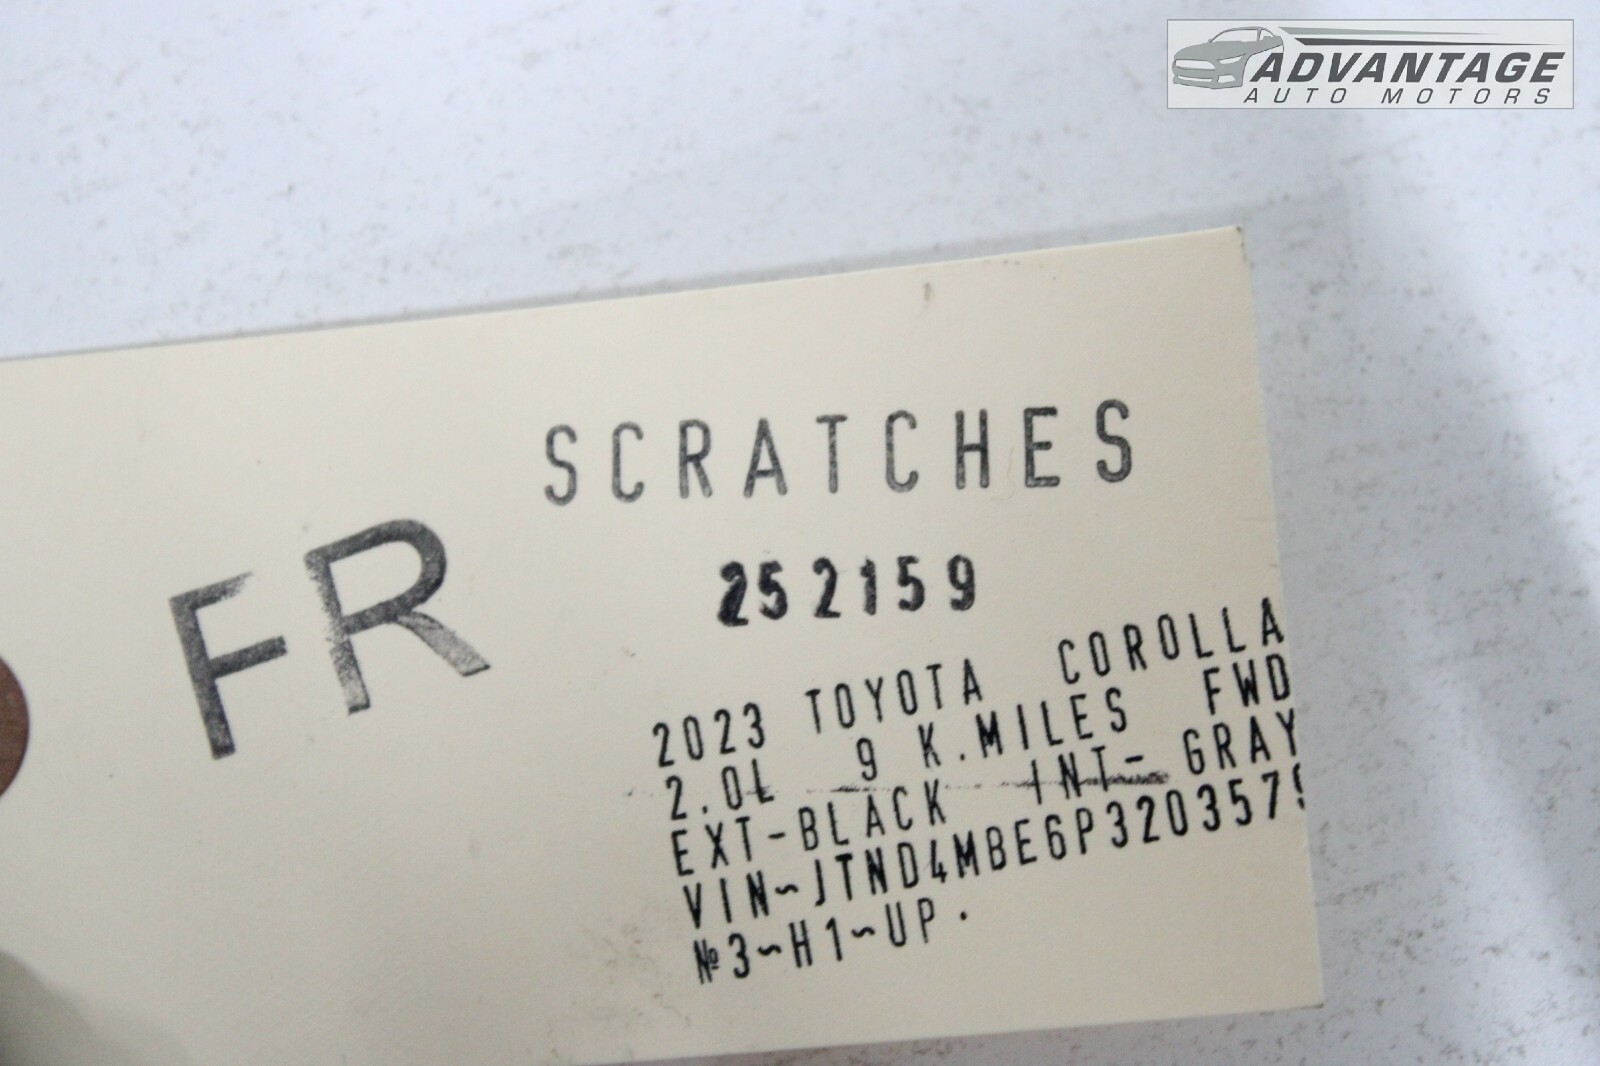 ADVANTAGE
AUTO MOTORS
SCRATCHES
FR
252159
2023 TOYOTA COROLLA
2.0L 9 K.MILES FWD
EXT-BLACK INT- GRAY
VIN~JTND4MBE6P3203579
№3~H1~UP.